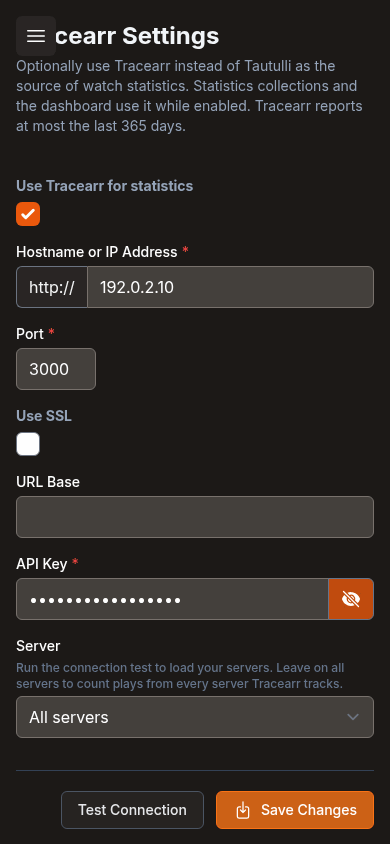 cearr Settings
Optionally use Tracearr instead of Tautulli as the
source of watch statistics. Statistics collections and
the dashboard use it while enabled. Tracearr reports
at most the last 365 days.
Use Tracearr for statistics
Hostname or IP Address *
http:// 192.0.2.10
Port *
3000
Use SSL
URL Base
API Key *
•••••••••••••••••
Server
Run the connection test to load your servers. Leave on all
servers to count plays from every server Tracearr tracks.
All servers
Test Connection Save Changes